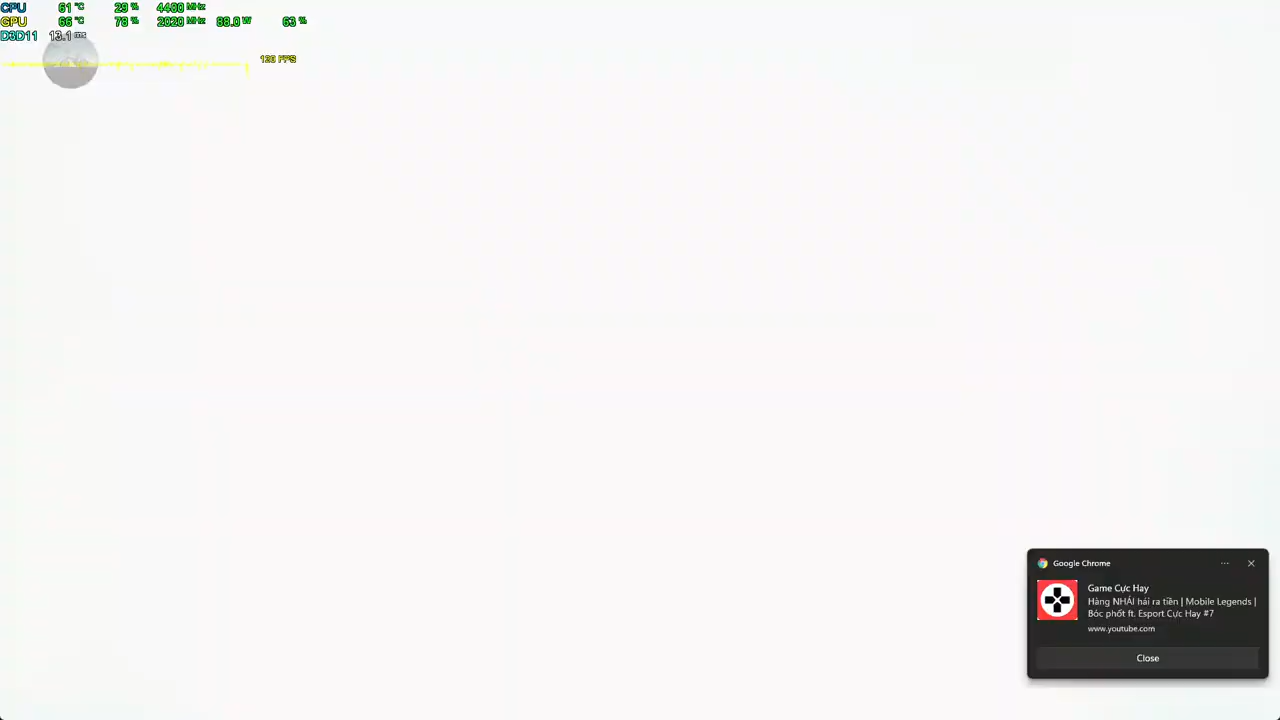 CPU 61 °C 29 % 4480 MHz
GPU 66 °C 78 % 2020 MHz 88.0 W 63 %
D3D11 13.1 ms
120 FPS
Google Chrome
Game Cực Hay
Hàng NHÁI hái ra tiền | Mobile Legends |
Bóc phốt ft. Esport Cực Hay #7
www.youtube.com
Close